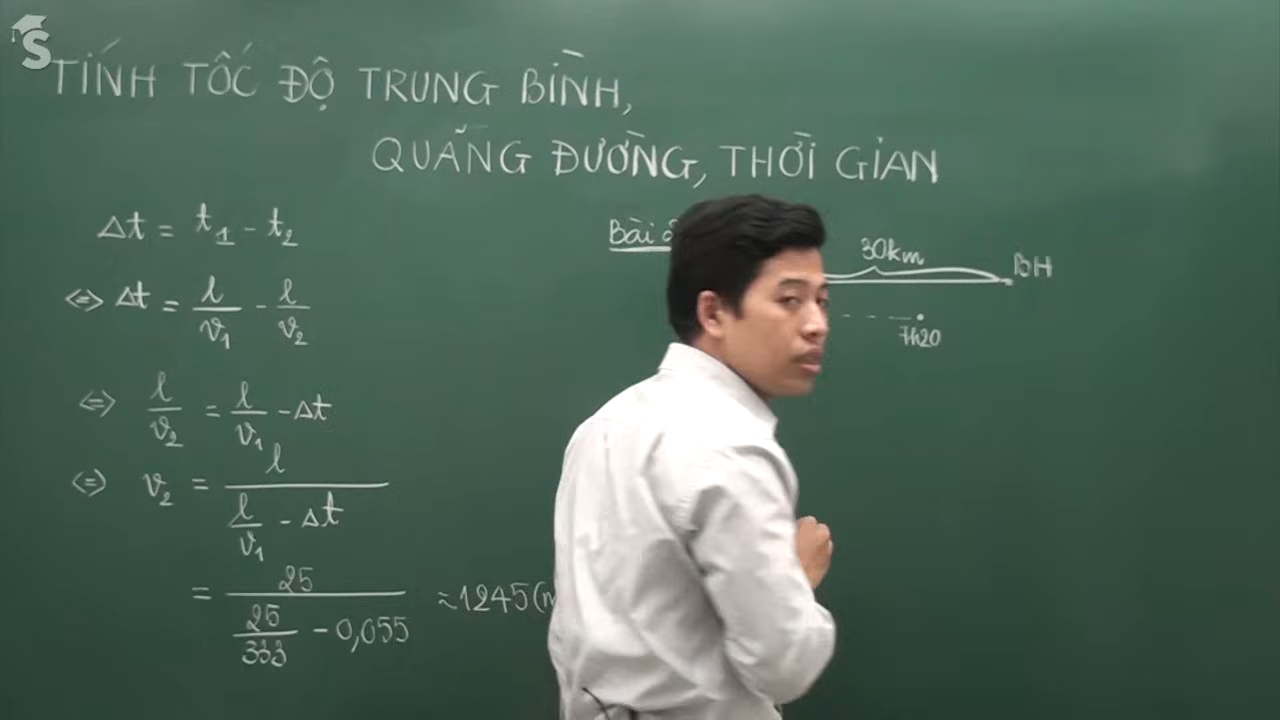 S
TÍNH TỐC ĐỘ TRUNG BÌNH,
QUÃNG ĐƯỜNG, THỜI GIAN
Δt = t₁ - t₂
<=> Δt = l/v₁ - l/v₂
<=> l/v₂ = l/v₁ - Δt
<=> v₂ = l/(l/v₁ - Δt)
= 25/(25/333 - 0,055) ≈ 1245(m
Bài
30km
BH
7h20